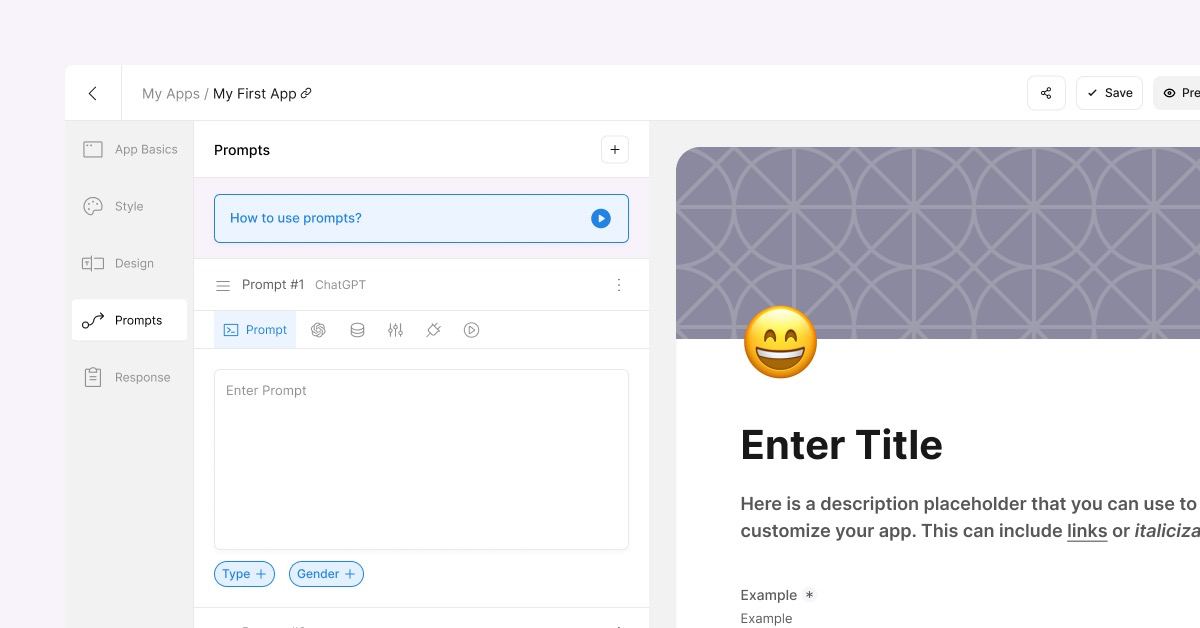 My Apps / My First App
Save
Pre
App Basics
Style
Design
Prompts
Response
Prompts
How to use prompts?
Prompt #1 ChatGPT
Prompt
Enter Prompt
Type
Gender
Enter Title
Here is a description placeholder that you can use to
customize your app. This can include links or italiciza
Example *
Example